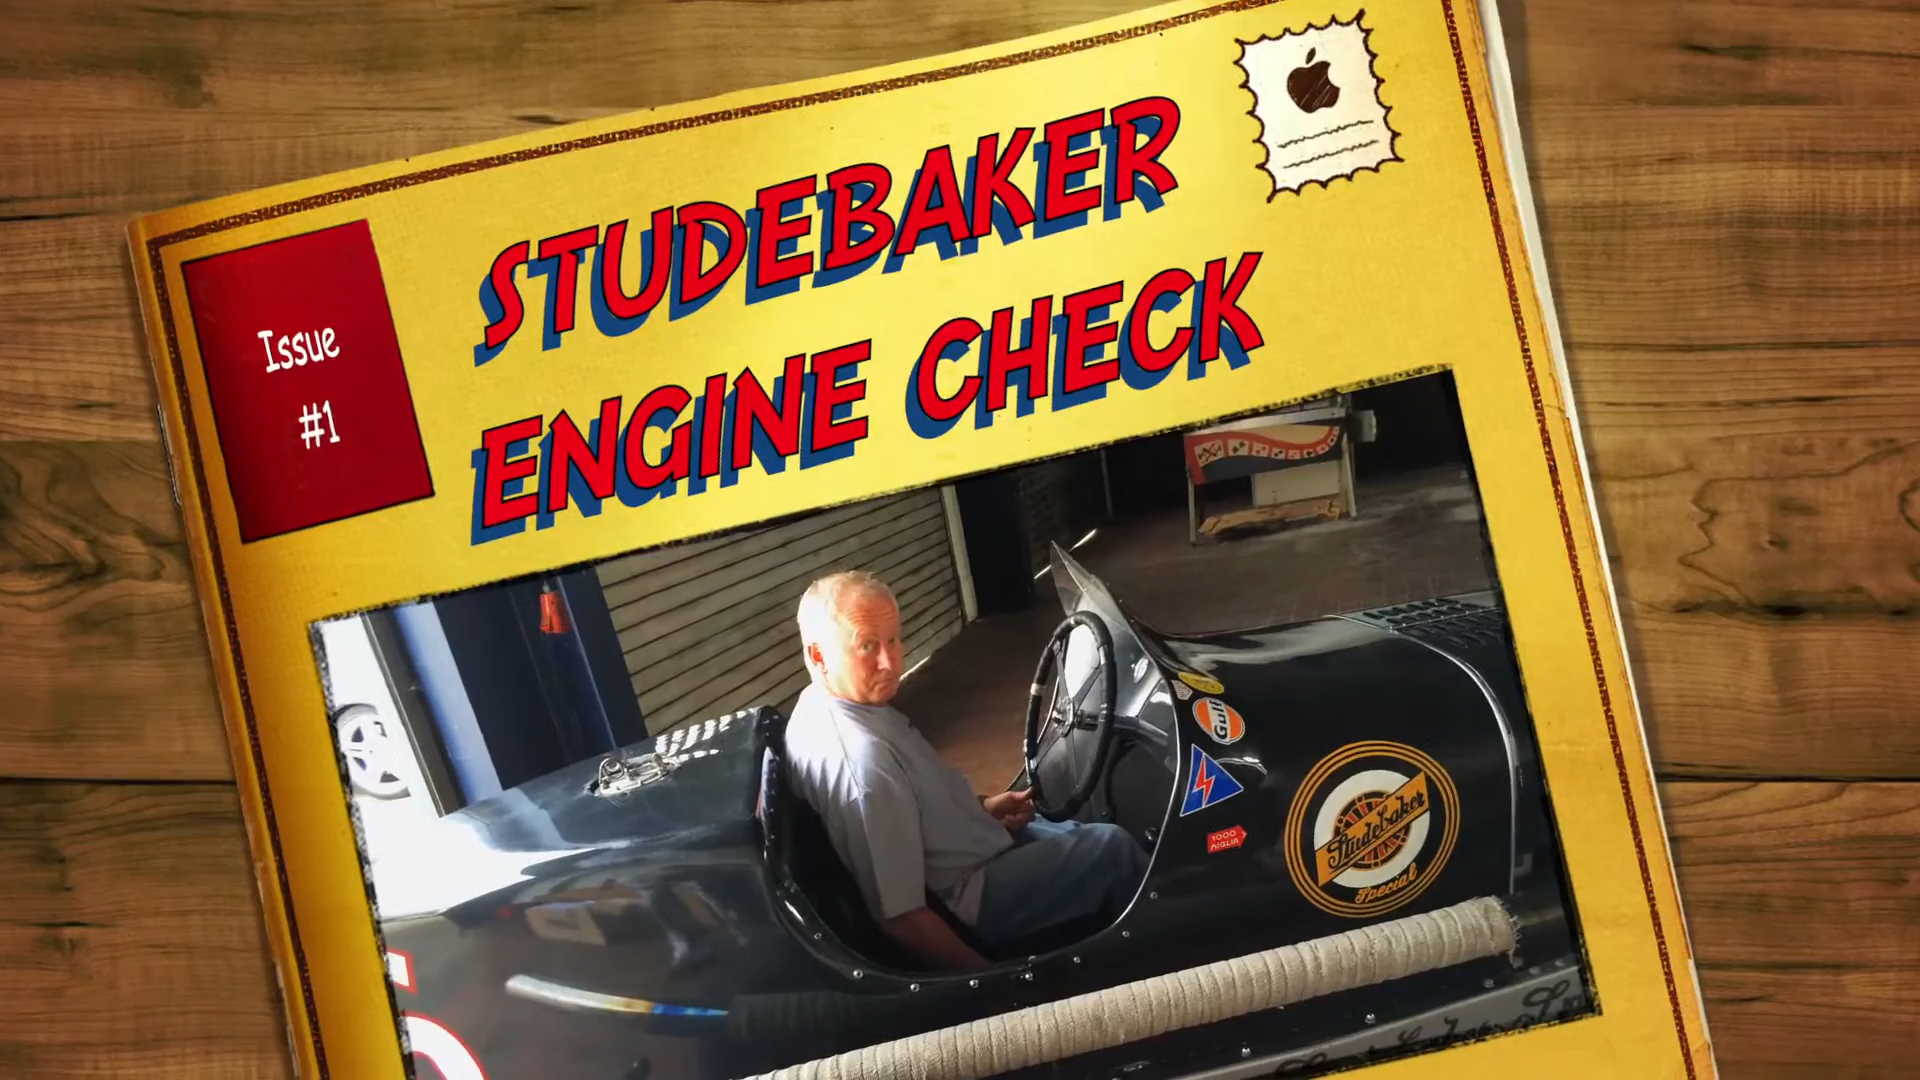 STUDEBAKER
ENGINE CHECK
Issue
#1
Gulf
1000
MIGLIA
Studebaker
Special